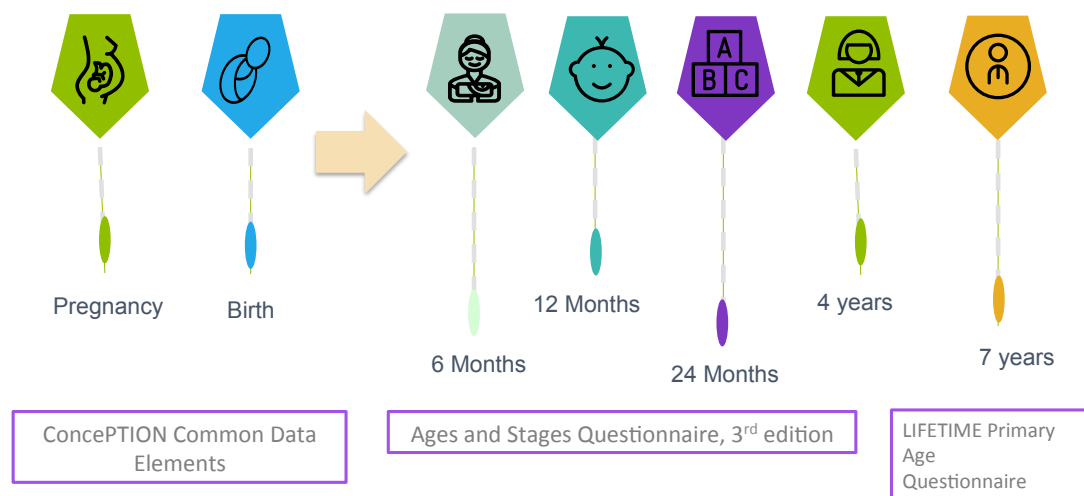 A
B C
Pregnancy
Birth
6 Months
12 Months
24 Months
4 years
7 years
ConcePTION Common Data
Elements
Ages and Stages Questionnaire, 3rd edition
LIFETIME Primary
Age
Questionnaire